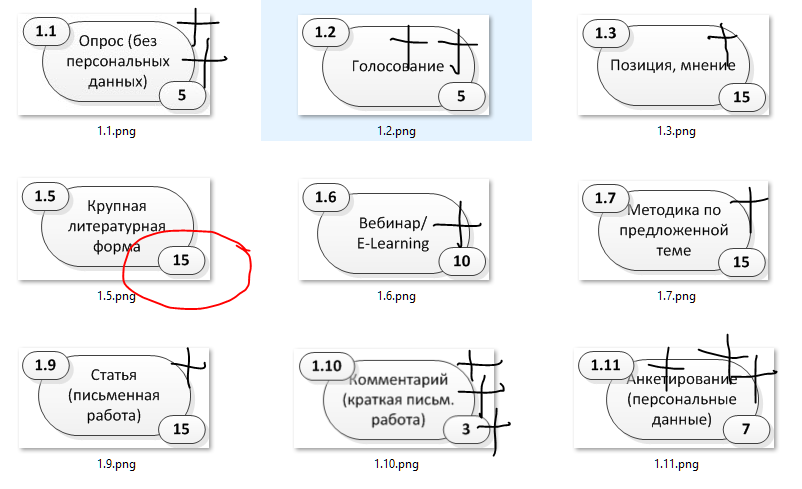 1.1
Опрос (без
персональных
данных)
5
1.1.png
1.2
Голосование
5
1.2.png
1.3
Позиция, мнение
15
1.3.png
1.5
Крупная
литературная
форма
15
1.5.png
1.6
Вебинар/
E-Learning
10
1.6.png
1.7
Методика по
предложенной
теме
15
1.7.png
1.9
Статья
(письменная
работа)
15
1.9.png
1.10
Комментарий
(краткая письм.
работа)
3
1.10.png
1.11
Анкетирование
(персональные
данные)
7
1.11.png